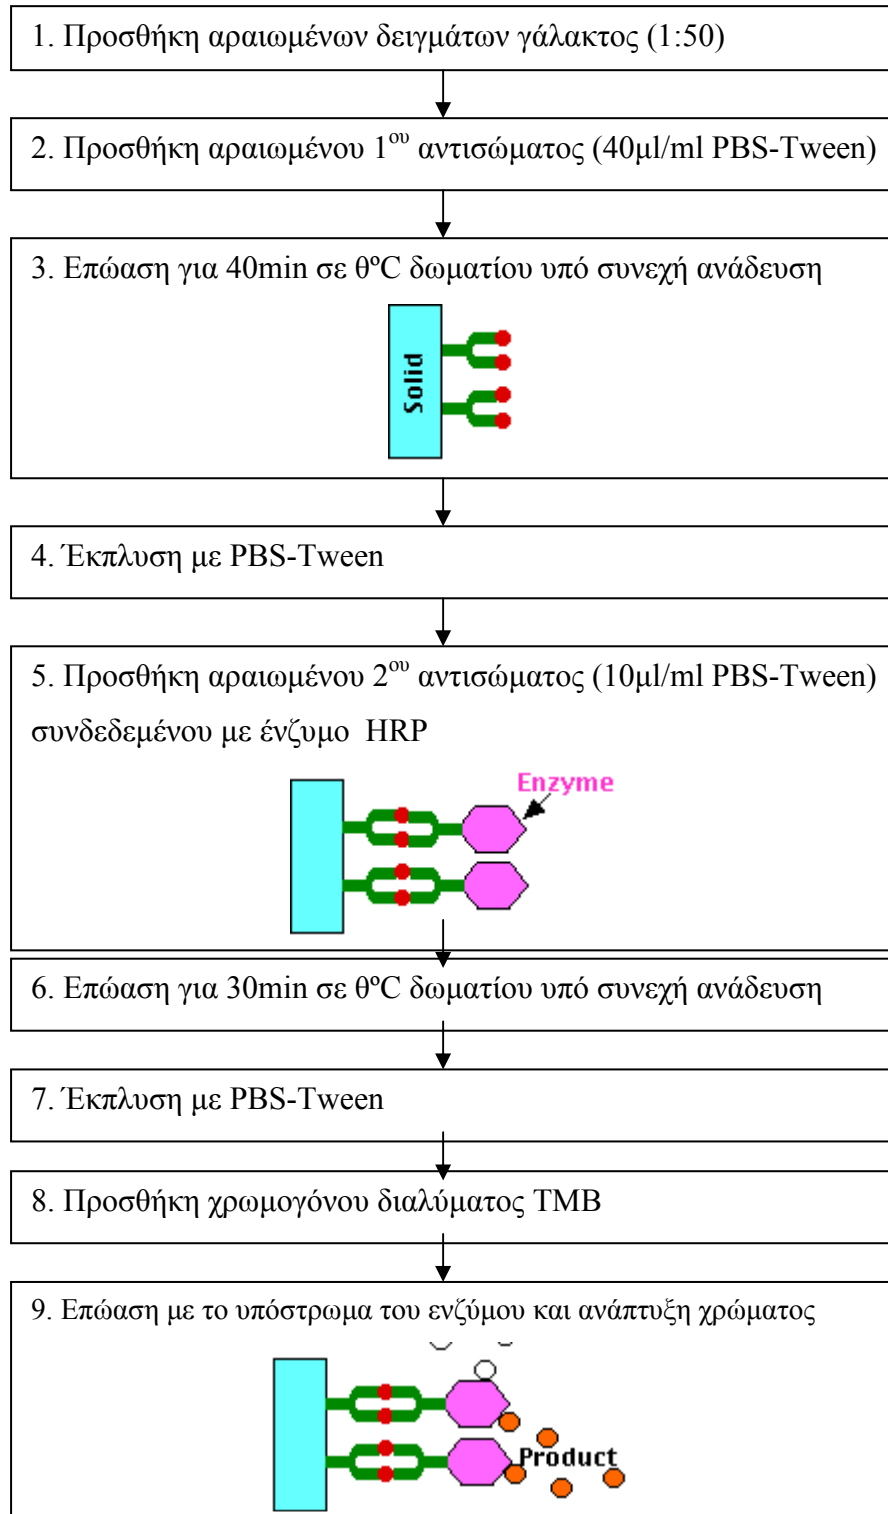 1. Προσθήκη αραιωμένων δειγμάτων γάλακτος (1:50)
2. Προσθήκη αραιωμένου 1ου αντισώματος (40μl/ml PBS-Tween)
3. Επώαση για 40min σε θºC δωματίου υπό συνεχή ανάδευση
Solid
4. Έκπλυση με PBS-Tween
5. Προσθήκη αραιωμένου 2ου αντισώματος (10μl/ml PBS-Tween)
συνδεδεμένου με ένζυμο HRP
Enzyme
6. Επώαση για 30min σε θºC δωματίου υπό συνεχή ανάδευση
7. Έκπλυση με PBS-Tween
8. Προσθήκη χρωμογόνου διαλύματος TMB
9. Επώαση με το υπόστρωμα του ενζύμου και ανάπτυξη χρώματος
Product